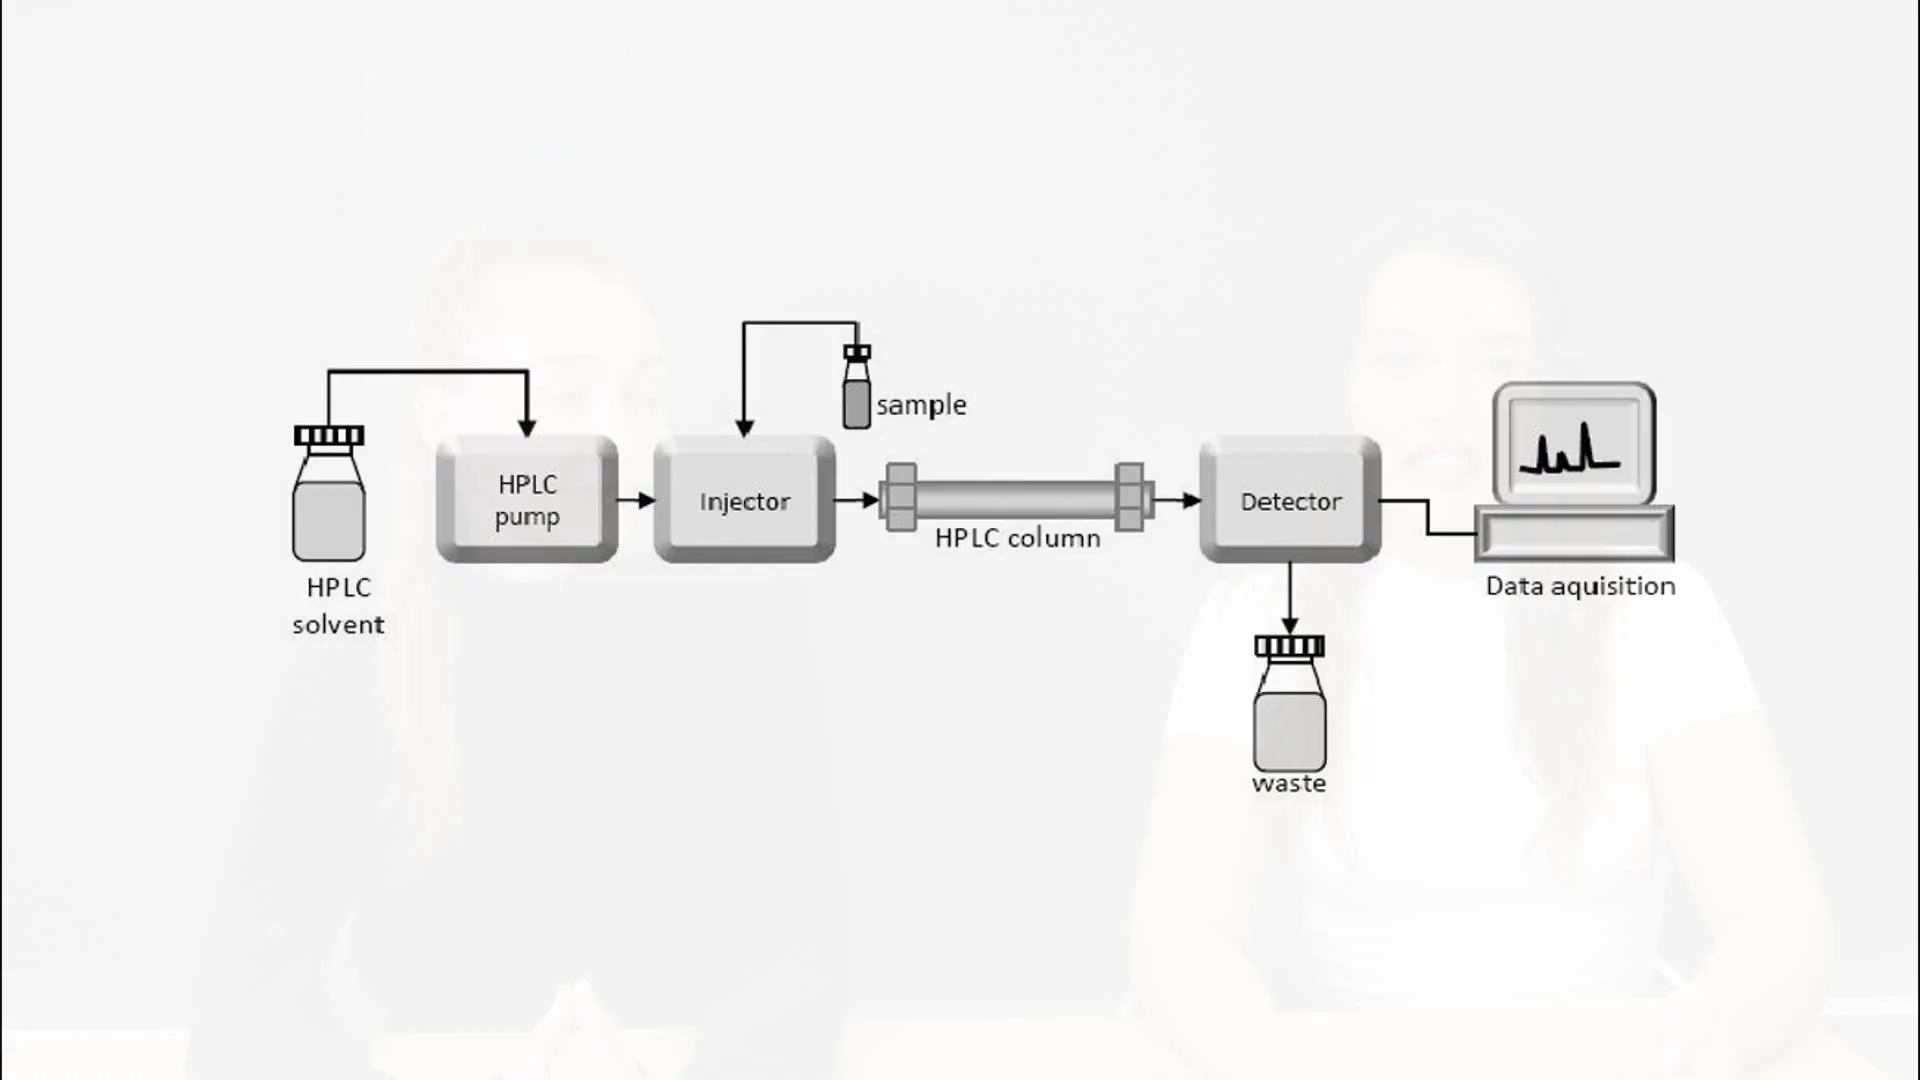 HPLC
solvent
HPLC
pump
Injector
sample
HPLC column
Detector
waste
Data aquisition